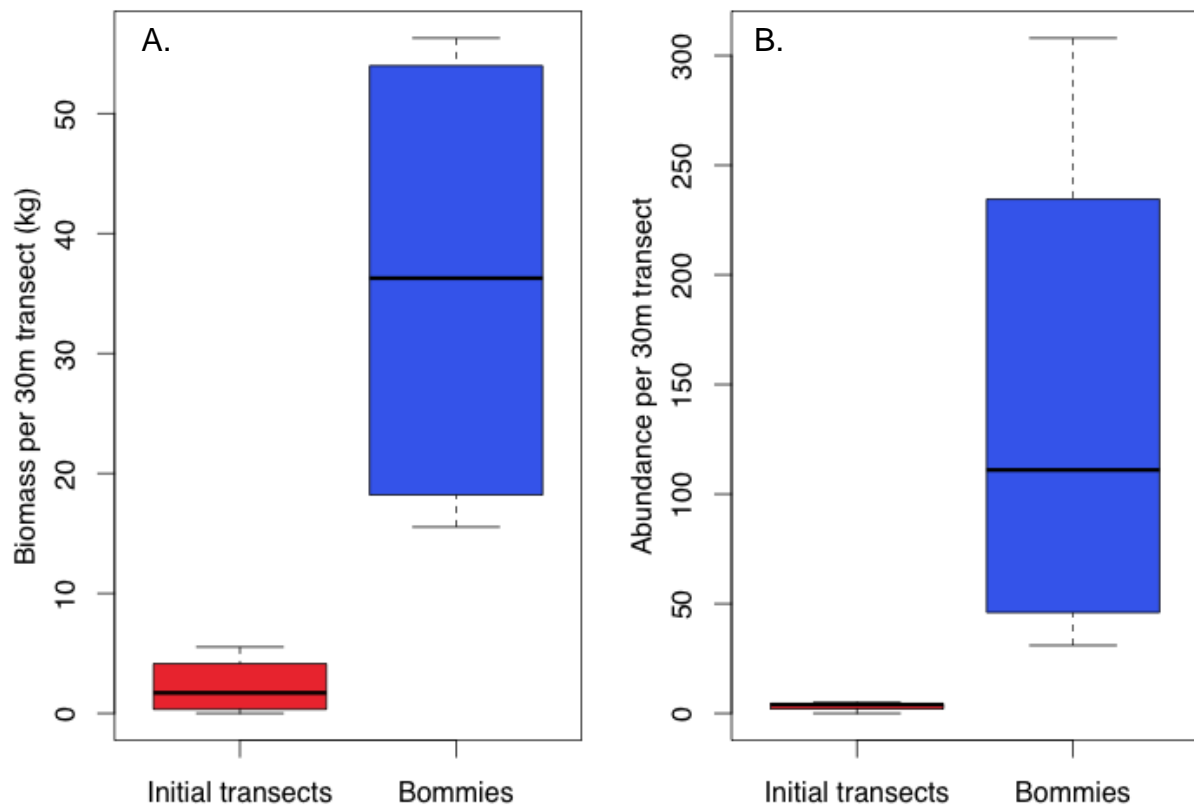 A.
Biomass per 30m transect (kg)
0
10
20
30
40
50
Initial transects
Bommies
B.
Abundance per 30m transect
0
50
100
150
200
250
300
Initial transects
Bommies